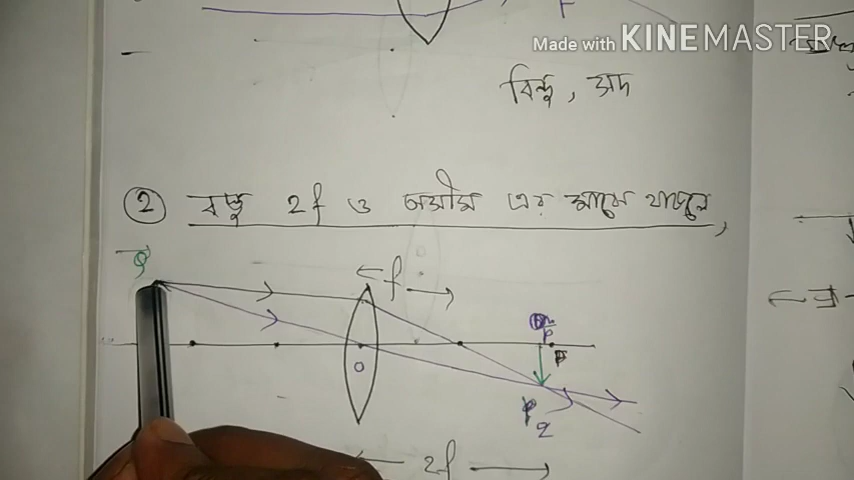 Made with KINEMASTER
F
বিন্দু, অদ
② বস্তু 2f ও অসীম এর মাঝে থাকলে,
f
P
O
q
2f